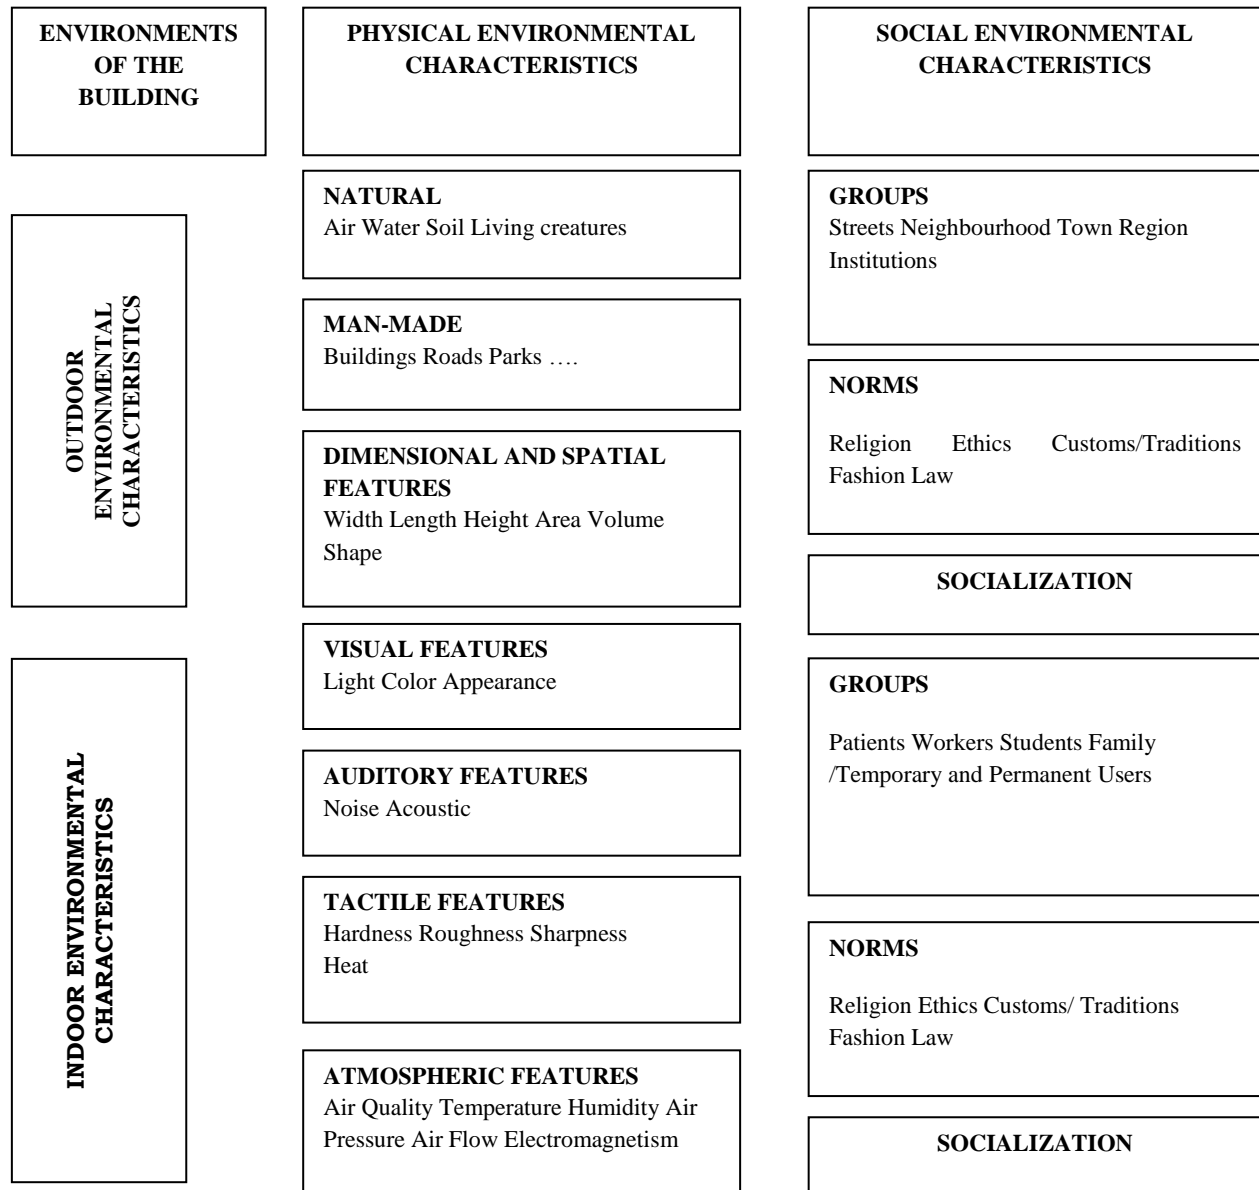 ENVIRONMENTS
OF THE
BUILDING
PHYSICAL ENVIRONMENTAL
CHARACTERISTICS
SOCIAL ENVIRONMENTAL
CHARACTERISTICS
OUTDOOR
ENVIRONMENTAL
CHARACTERISTICS
NATURAL
Air Water Soil Living creatures
MAN-MADE
Buildings Roads Parks ….
DIMENSIONAL AND SPATIAL
FEATURES
Width Length Height Area Volume
Shape
GROUPS
Streets Neighbourhood Town Region
Institutions
NORMS
Religion Ethics Customs/Traditions
Fashion Law
SOCIALIZATION
INDOOR ENVIRONMENTAL
CHARACTERISTICS
VISUAL FEATURES
Light Color Appearance
AUDITORY FEATURES
Noise Acoustic
TACTILE FEATURES
Hardness Roughness Sharpness
Heat
ATMOSPHERIC FEATURES
Air Quality Temperature Humidity Air
Pressure Air Flow Electromagnetism
GROUPS
Patients Workers Students Family
/Temporary and Permanent Users
NORMS
Religion Ethics Customs/ Traditions
Fashion Law
SOCIALIZATION